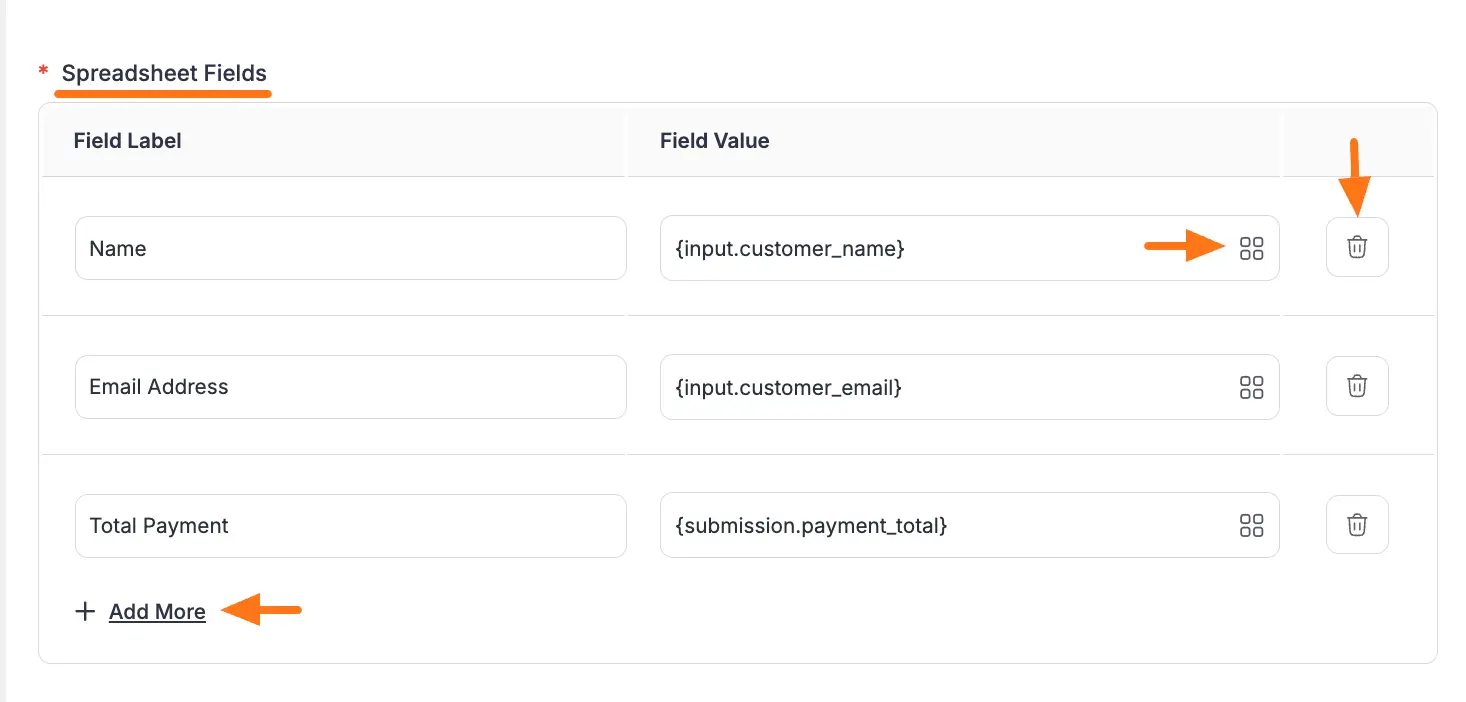 * Spreadsheet Fields
Field Label Field Value
Name {input.customer_name}
Email Address {input.customer_email}
Total Payment {submission.payment_total}
+ Add More